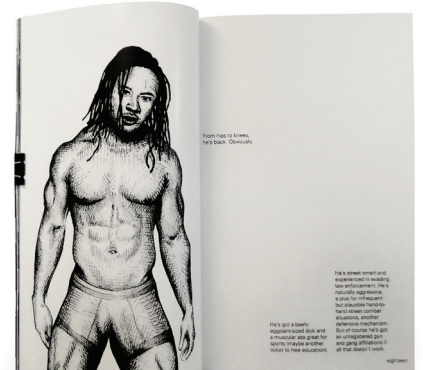 From hips to knees,
he's black. Obviously.
He's got a beefy
eggplant-sized dick and
a muscular ass great for
sports (maybe another
ticket to free education).
He's street smart and
experienced in evading
law enforcement. He's
naturally aggressive,
a plus for infrequent
but plausible hand-to-
hand street combat
situations, another
defensive mechanism.
But of course he's got
an unregistered gun
and gang affiliations if
all that doesn't work.
eighteen